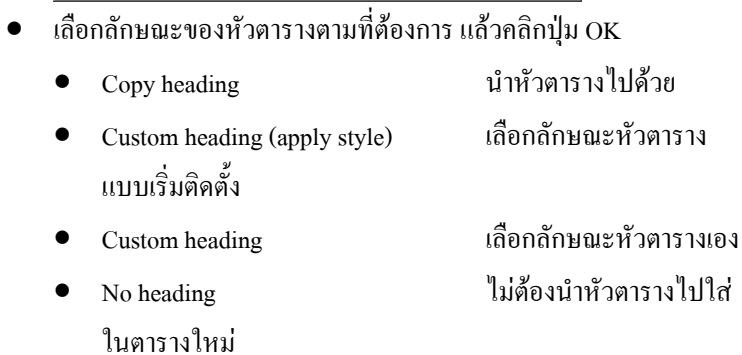 ● เลือกลักษณะของหัวตารางตามที่ต้องการ แล้วคลิกปุ่ม OK
● Copy heading นำหัวตารางไปด้วย
● Custom heading (apply style) เลือกลักษณะหัวตาราง
แบบเริ่มติดตั้ง
● Custom heading เลือกลักษณะหัวตารางเอง
● No heading ไม่ต้องนำหัวตารางไปใส่
ในตารางใหม่